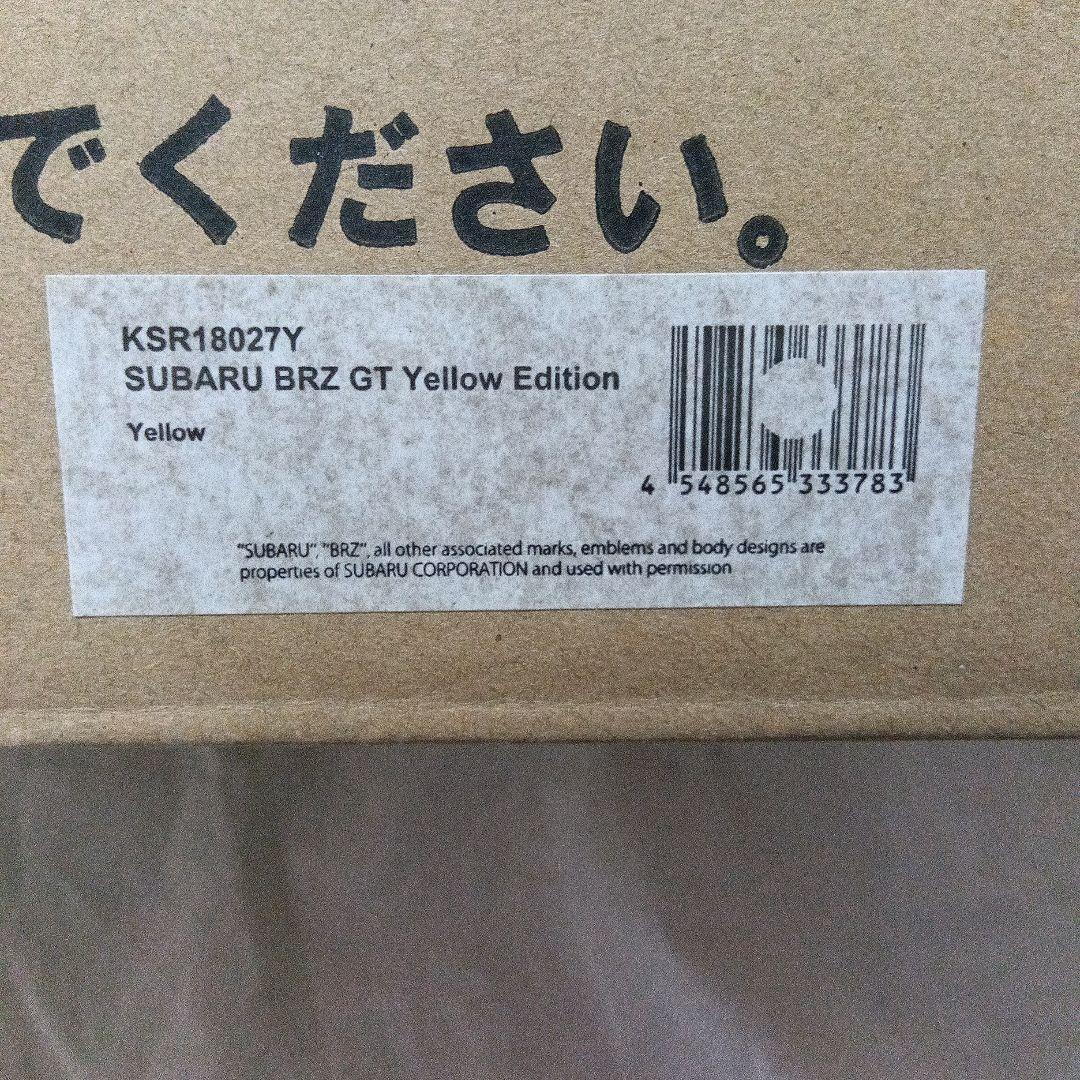 でください。
KSR18027Y
SUBARU BRZ GT Yellow Edition
Yellow
4 548565 333783
"SUBARU", "BRZ", all other associated marks, emblems and body designs are
properties of SUBARU CORPORATION and used with permission